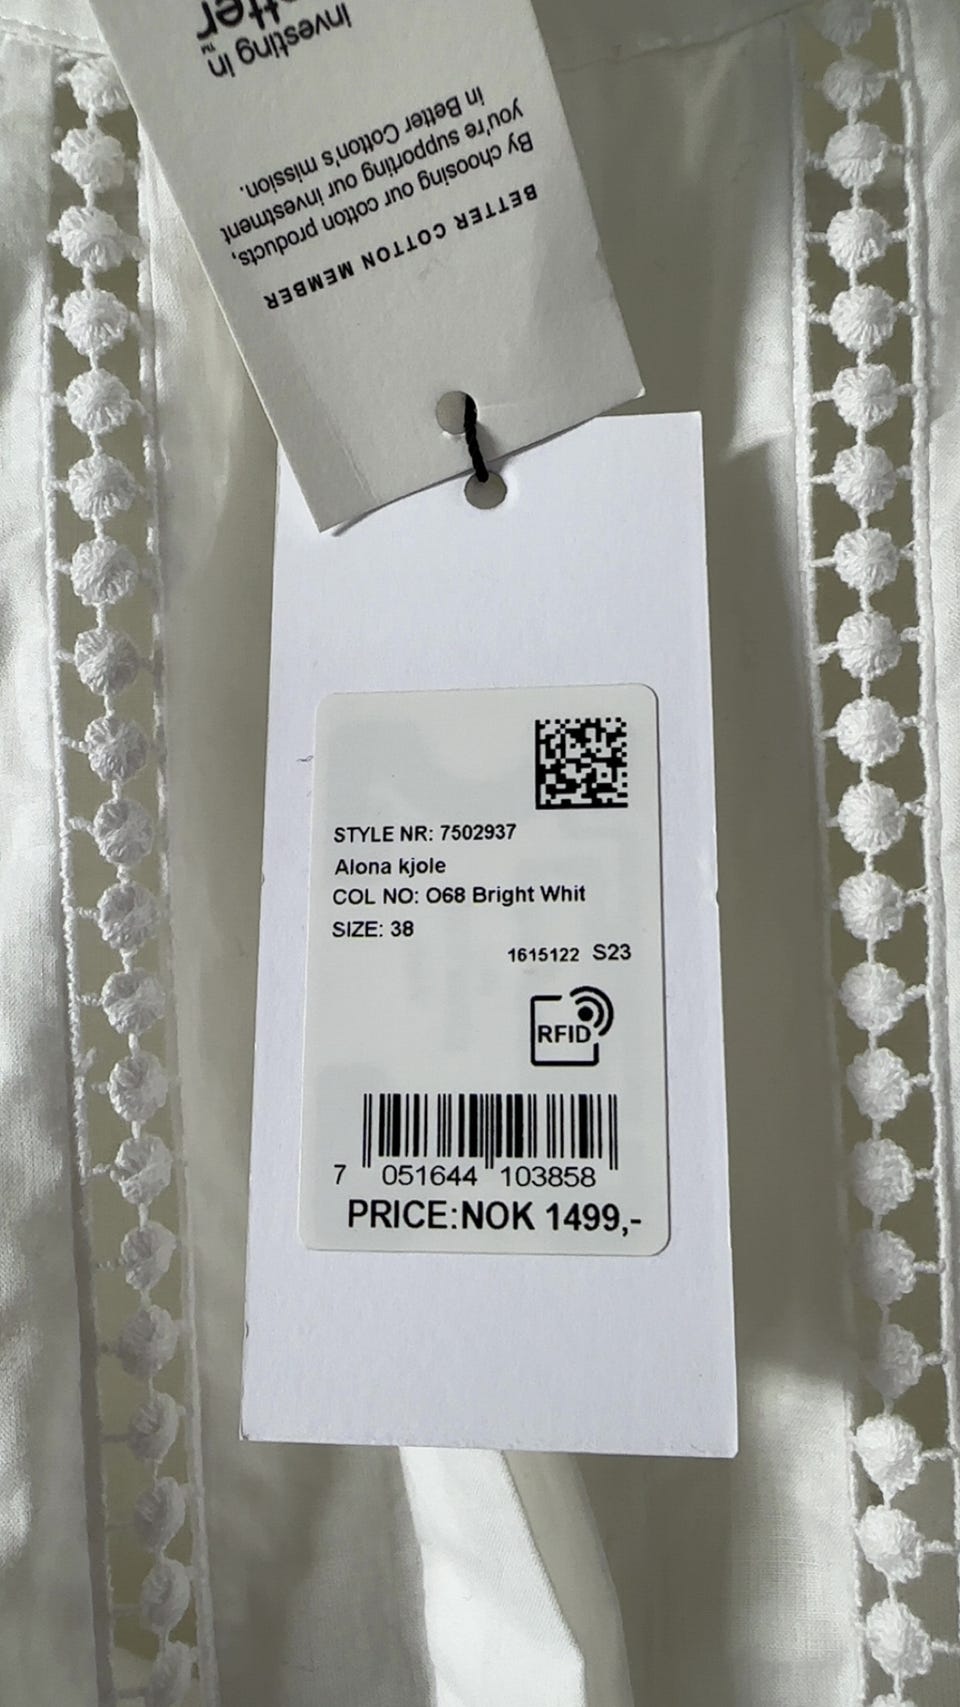 BETTER COTTON MEMBER
By choosing our cotton products,
you're supporting our investment
in Better Cotton's mission.
Investing in
STYLE NR: 7502937
Alona kjole
COL NO: O68 Bright Whit
SIZE: 38
1615122 S23
RFID
7 051644 103858
PRICE:NOK 1499,-